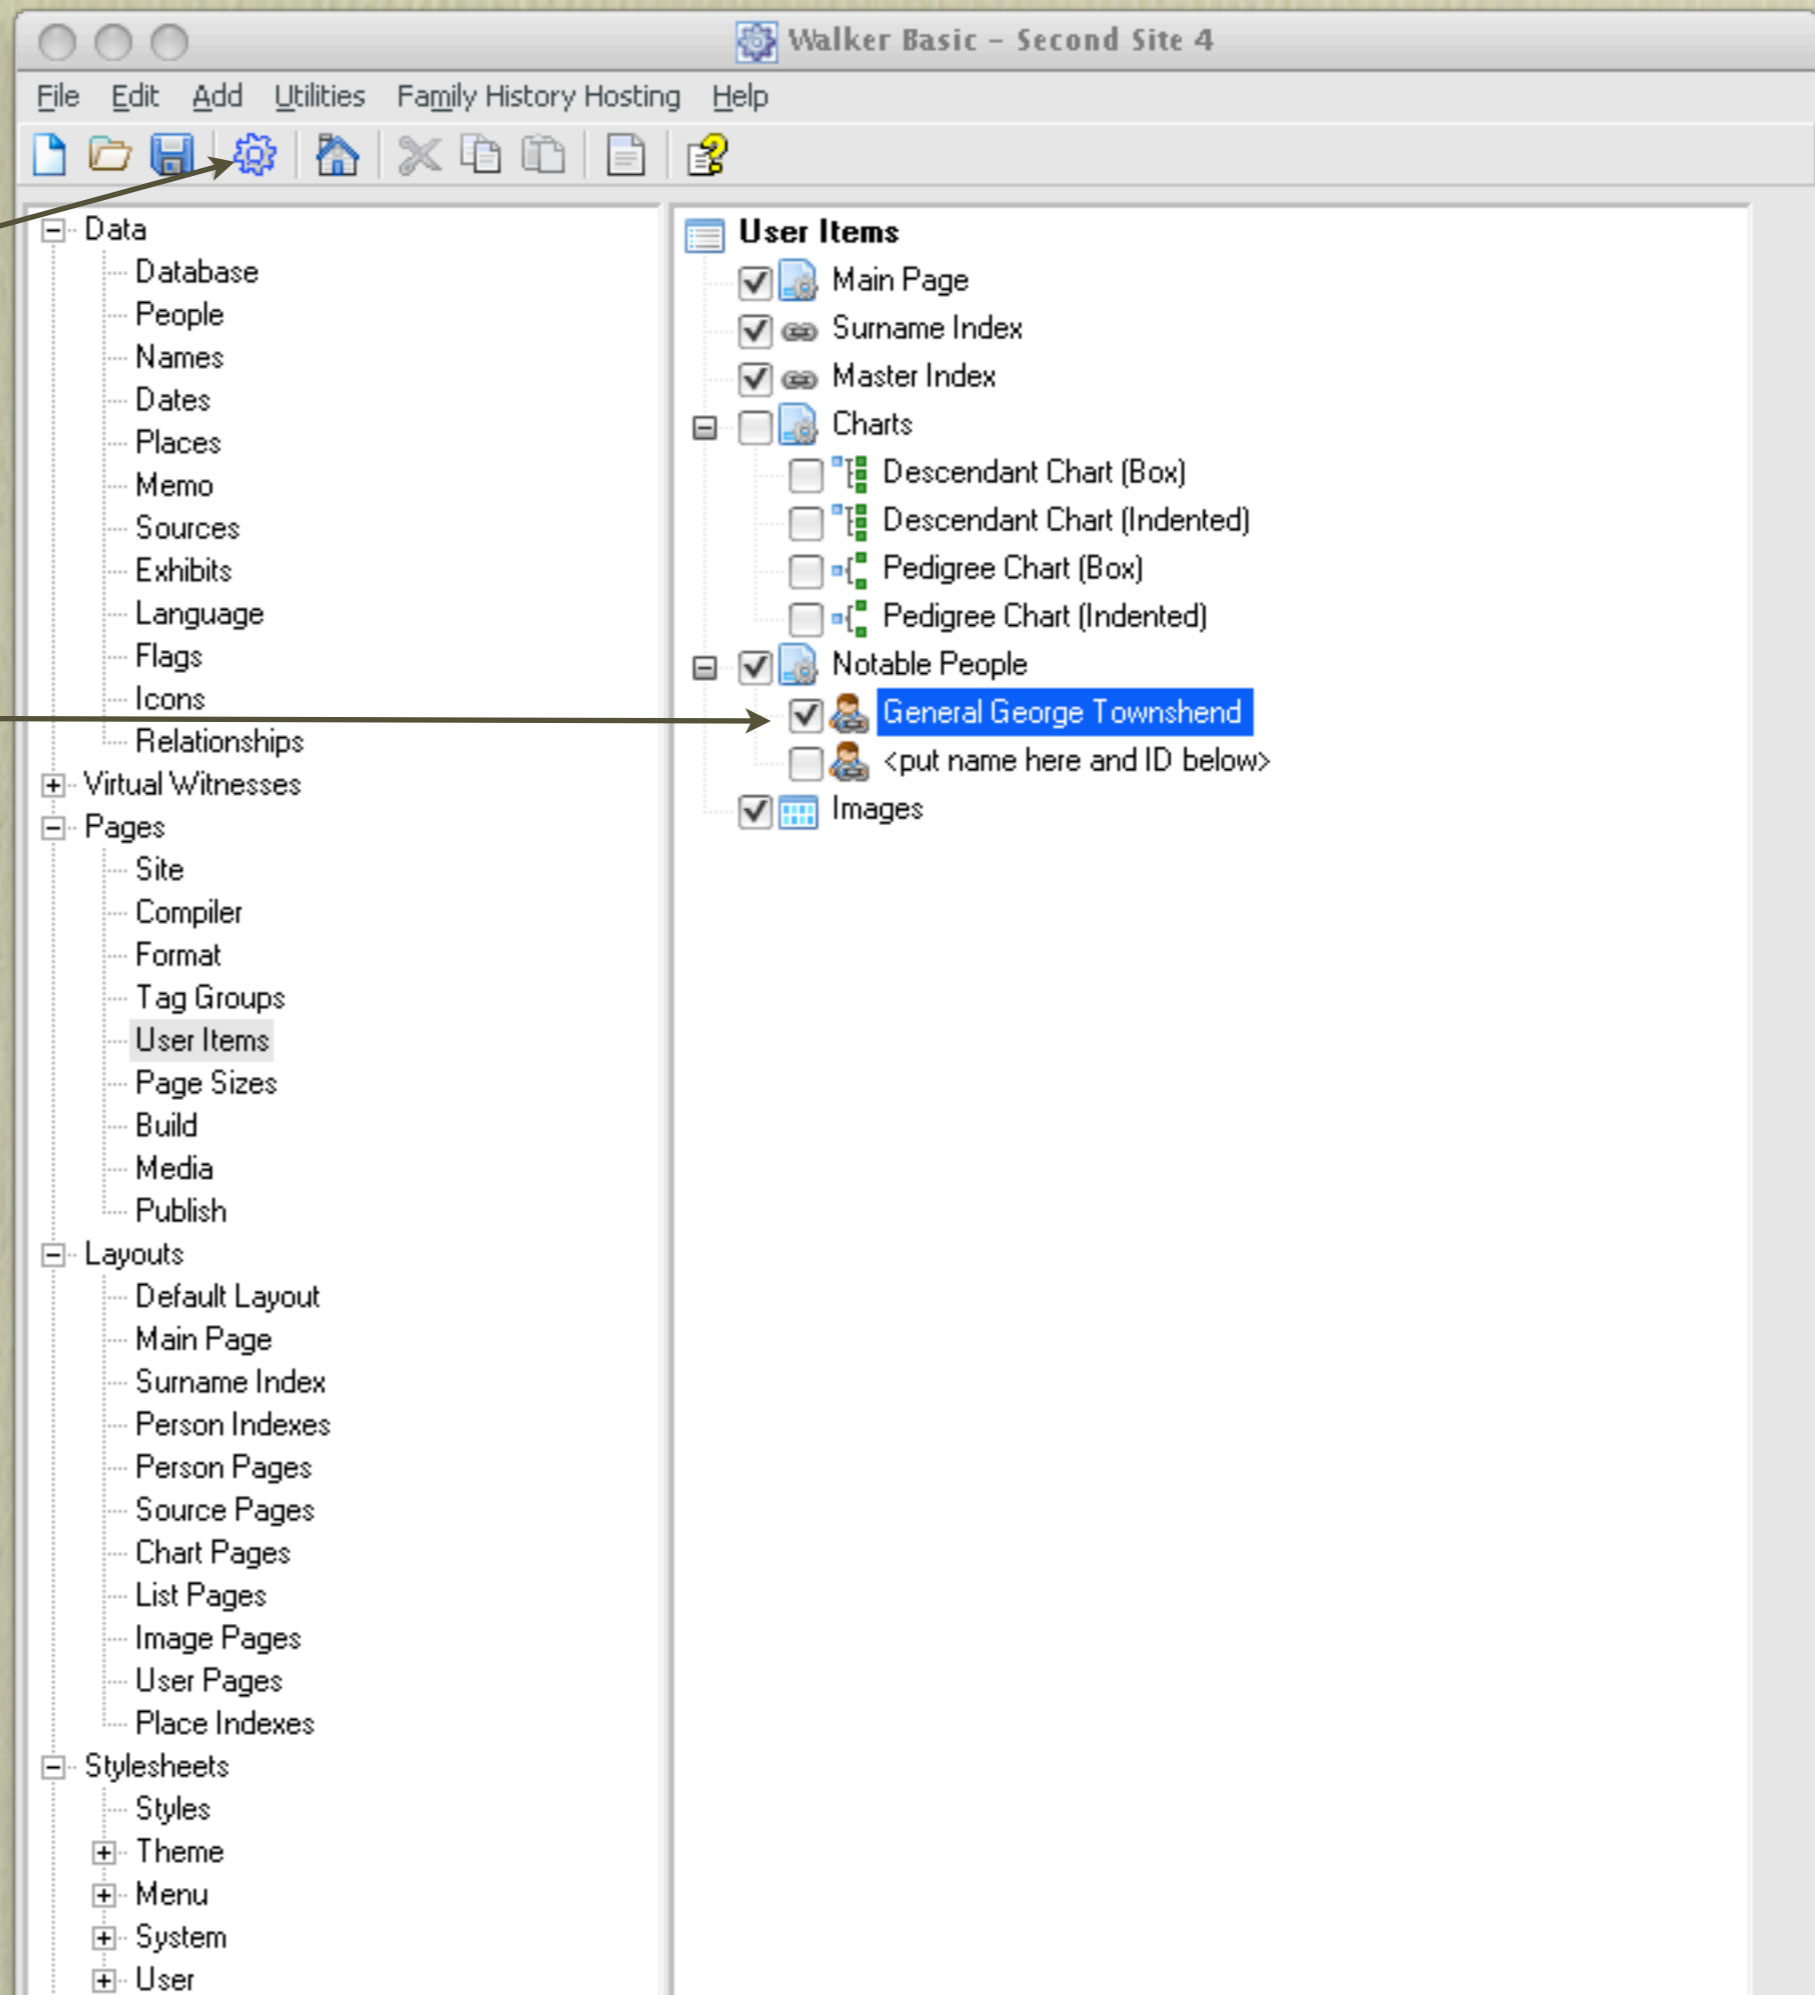 Walker Basic – Second Site 4
File Edit Add Utilities Family History Hosting Help
Data
Database
People
Names
Dates
Places
Memo
Sources
Exhibits
Language
Flags
Icons
Relationships
Virtual Witnesses
Pages
Site
Compiler
Format
Tag Groups
User Items
Page Sizes
Build
Media
Publish
Layouts
Default Layout
Main Page
Surname Index
Person Indexes
Person Pages
Source Pages
Chart Pages
List Pages
Image Pages
User Pages
Place Indexes
Stylesheets
Styles
Theme
Menu
System
User
User Items
Main Page
Surname Index
Master Index
Charts
Descendant Chart (Box)
Descendant Chart (Indented)
Pedigree Chart (Box)
Pedigree Chart (Indented)
Notable People
General George Townshend
<put name here and ID below>
Images